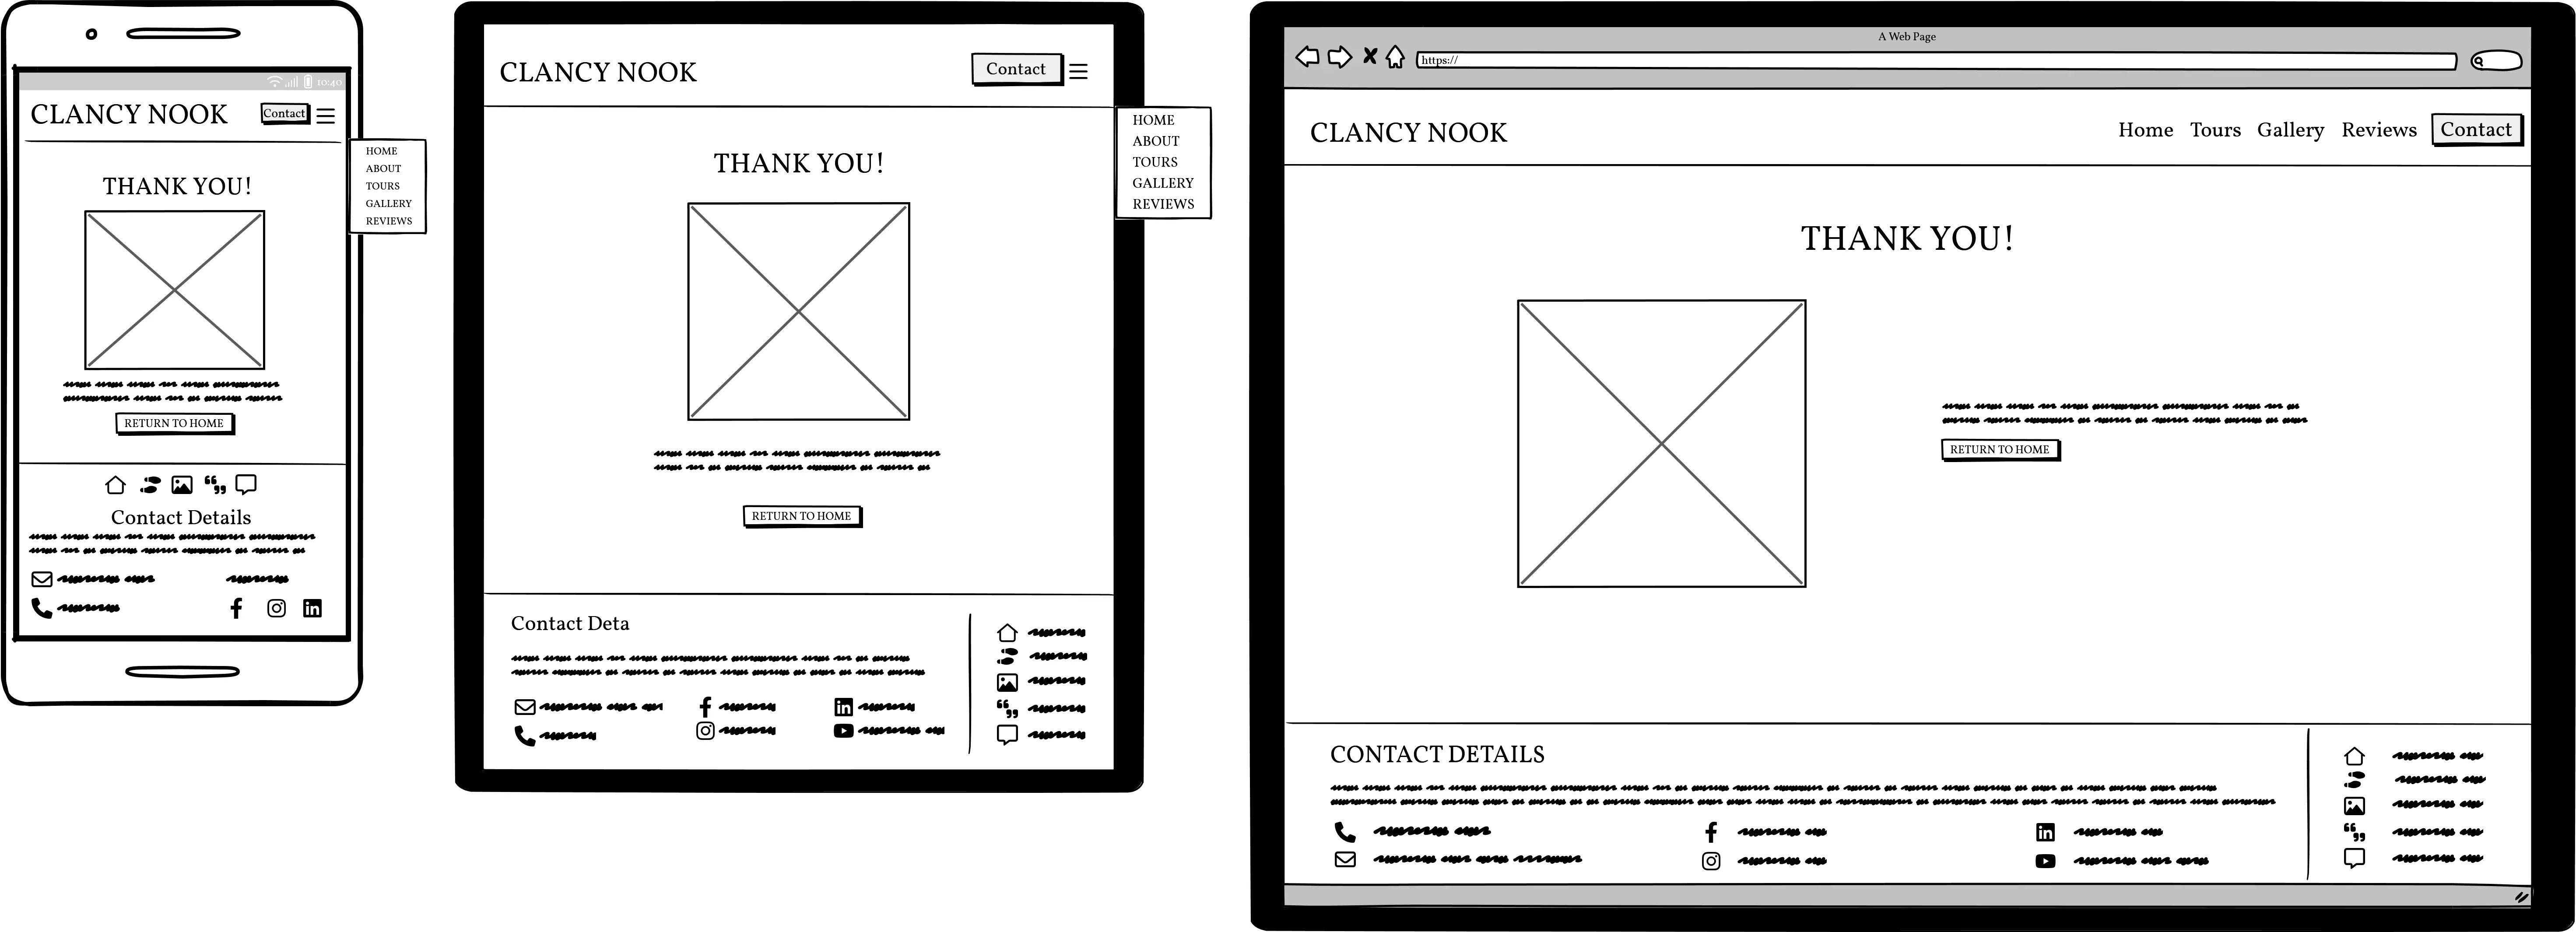 10:40
CLANCY NOOK Contact
HOME
ABOUT
TOURS
GALLERY
REVIEWS
THANK YOU!
RETURN TO HOME
Contact Details
CLANCY NOOK Contact
HOME
ABOUT
TOURS
GALLERY
REVIEWS
THANK YOU!
RETURN TO HOME
Contact Deta
A Web Page
https://
CLANCY NOOK Home Tours Gallery Reviews Contact
THANK YOU!
RETURN TO HOME
CONTACT DETAILS